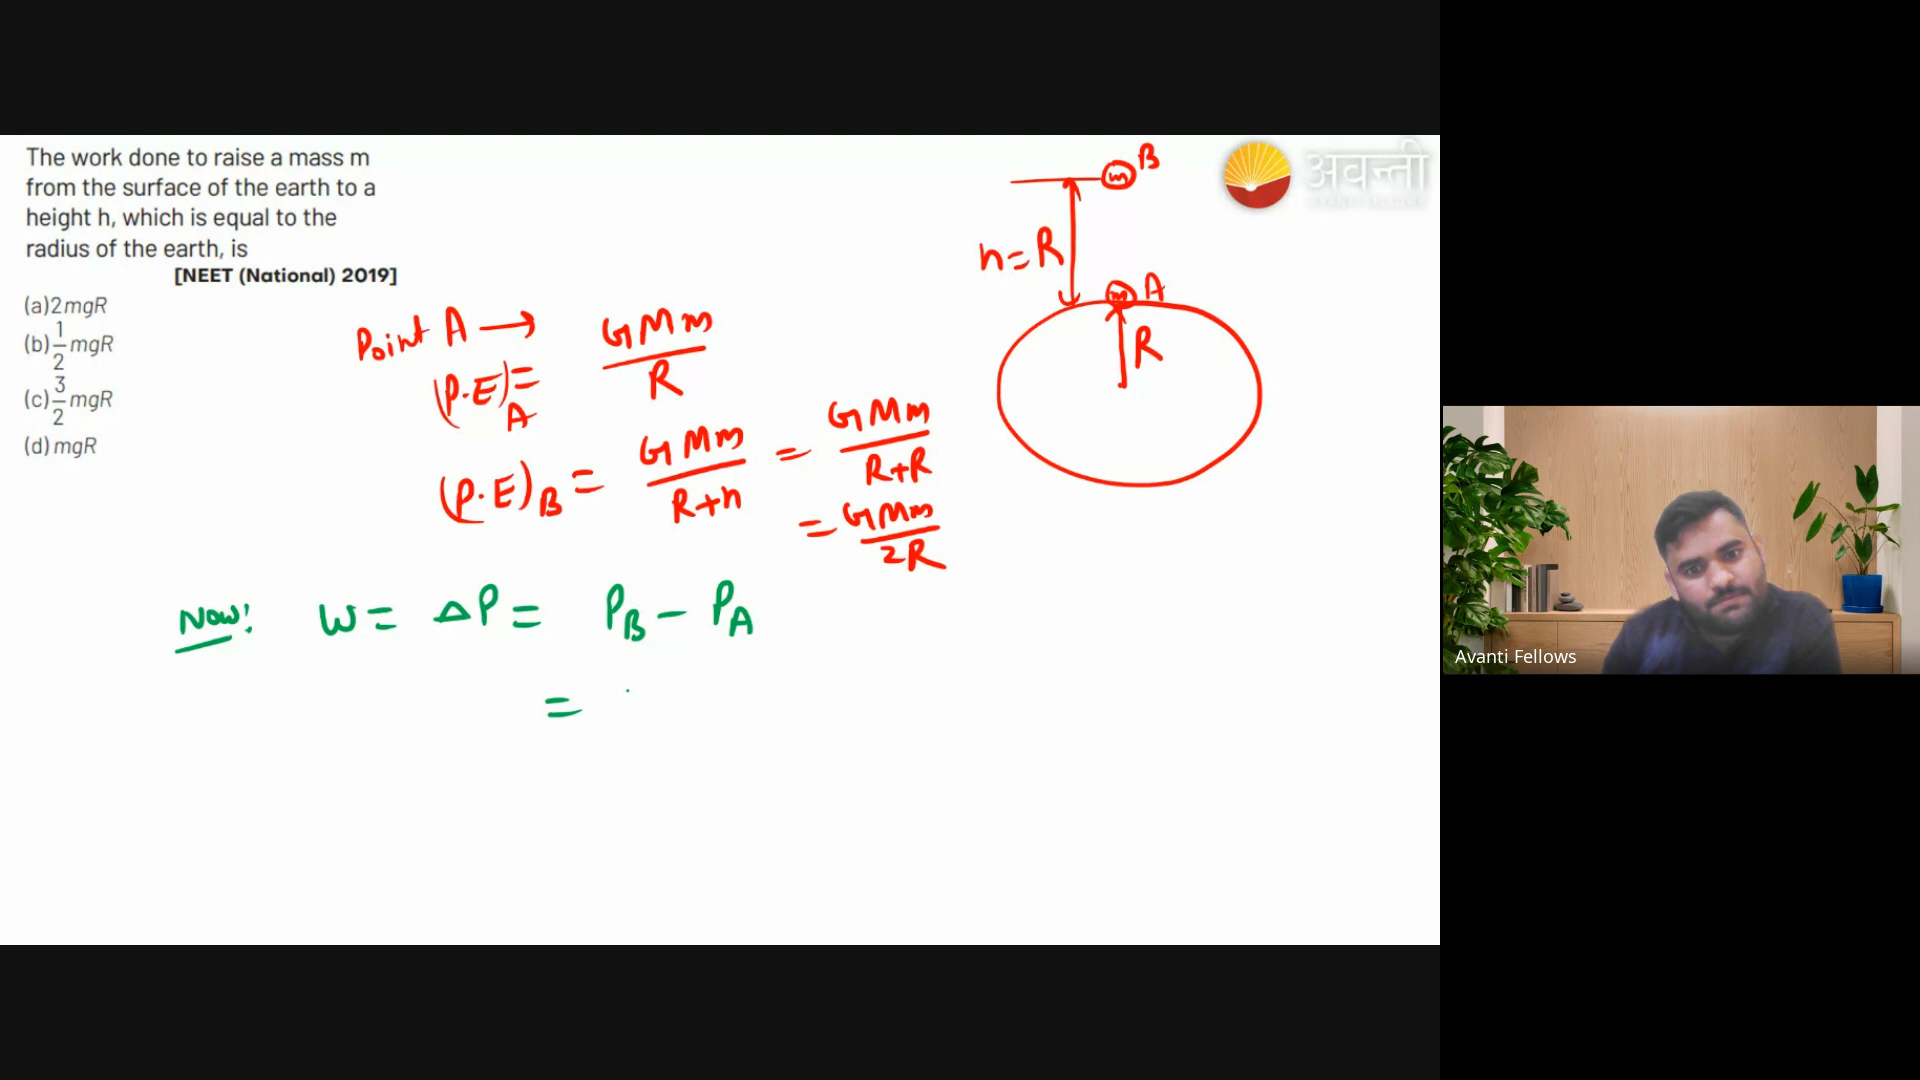 The work done to raise a mass m
from the surface of the earth to a
height h, which is equal to the
radius of the earth, is
[NEET (National) 2019]
(a) 2mgR
(b) 1/2 mgR
(c) 3/2 mgR
(d) mgR
Point A →
(P.E)A = GMm/R
(P.E)B = GMm/R+h = GMm/R+R
= GMm/2R
Now! W = ΔP = PB - PA
=
m B
h=R
m A
R
अवन्ती
Avanti Fellows